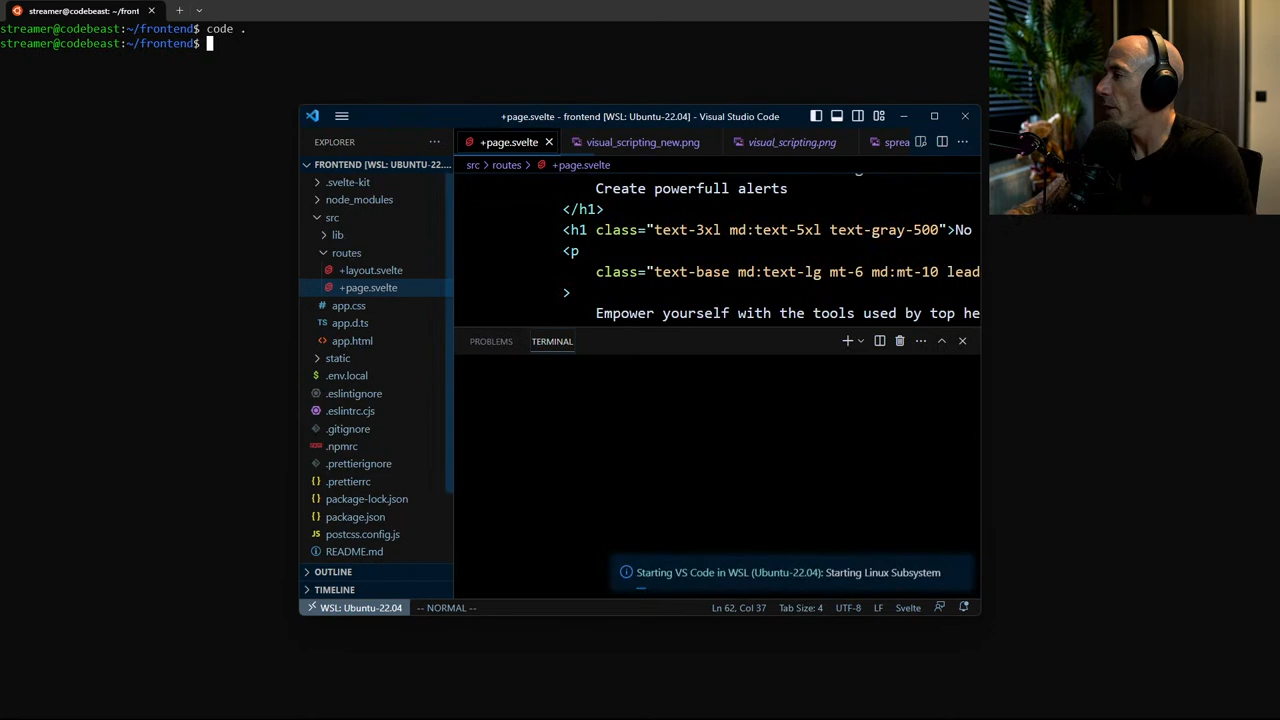 streamer@codebeast: ~/front
streamer@codebeast:~/frontend$ code .
streamer@codebeast:~/frontend$
+page.svelte - frontend [WSL: Ubuntu-22.04] - Visual Studio Code
EXPLORER
+page.svelte
visual_scripting_new.png
visual_scripting.png
sprea
FRONTEND [WSL: UBUNTU-22....
src > routes > +page.svelte
.svelte-kit
node_modules
src
lib
routes
+layout.svelte
+page.svelte
app.css
TS app.d.ts
app.html
static
.env.local
.eslintignore
.eslintrc.cjs
.gitignore
.npmrc
.prettierignore
.prettierrc
package-lock.json
package.json
JS postcss.config.js
README.md
OUTLINE
TIMELINE
Create powerfull alerts
</h1>
<h1 class="text-3xl md:text-5xl text-gray-500">No
<p
class="text-base md:text-lg mt-6 md:mt-10 lead
>
Empower yourself with the tools used by top he
PROBLEMS
TERMINAL
Starting VS Code in WSL (Ubuntu-22.04): Starting Linux Subsystem
WSL: Ubuntu-22.04
-- NORMAL --
Ln 62, Col 37
Tab Size: 4
UTF-8
LF
Svelte